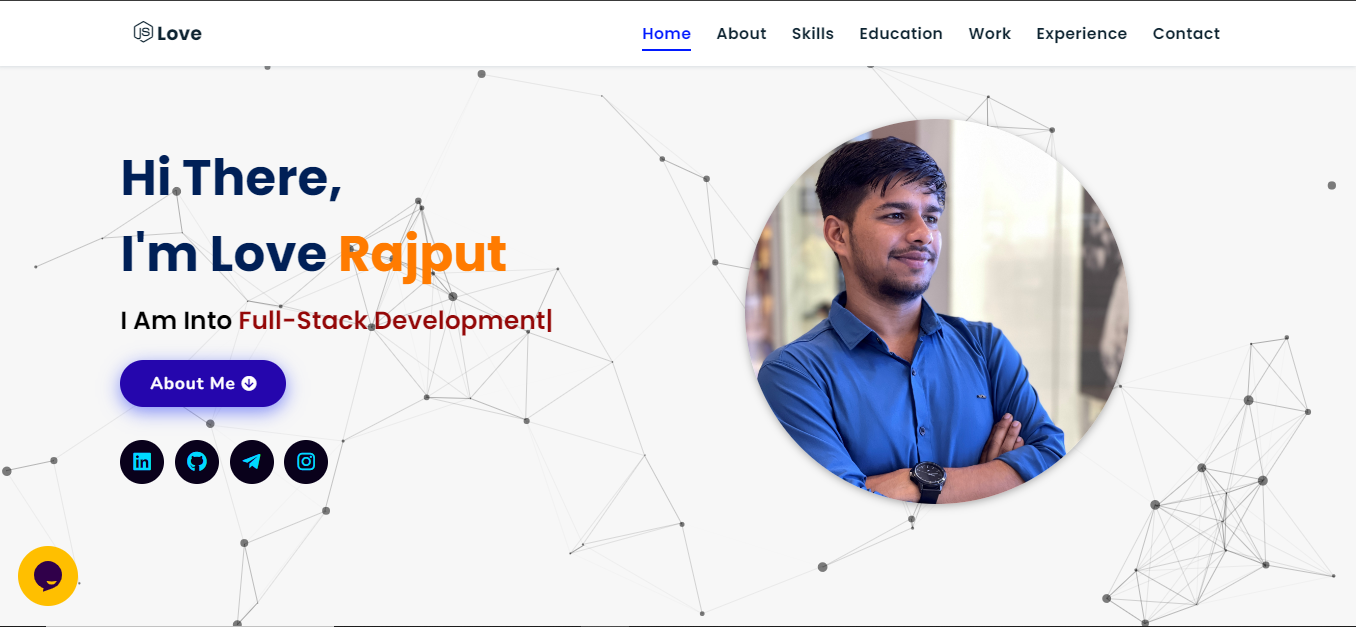 JS Love
Home About Skills Education Work Experience Contact
Hi There,
I'm Love Rajput
I Am Into Full-Stack Development|
About Me
in